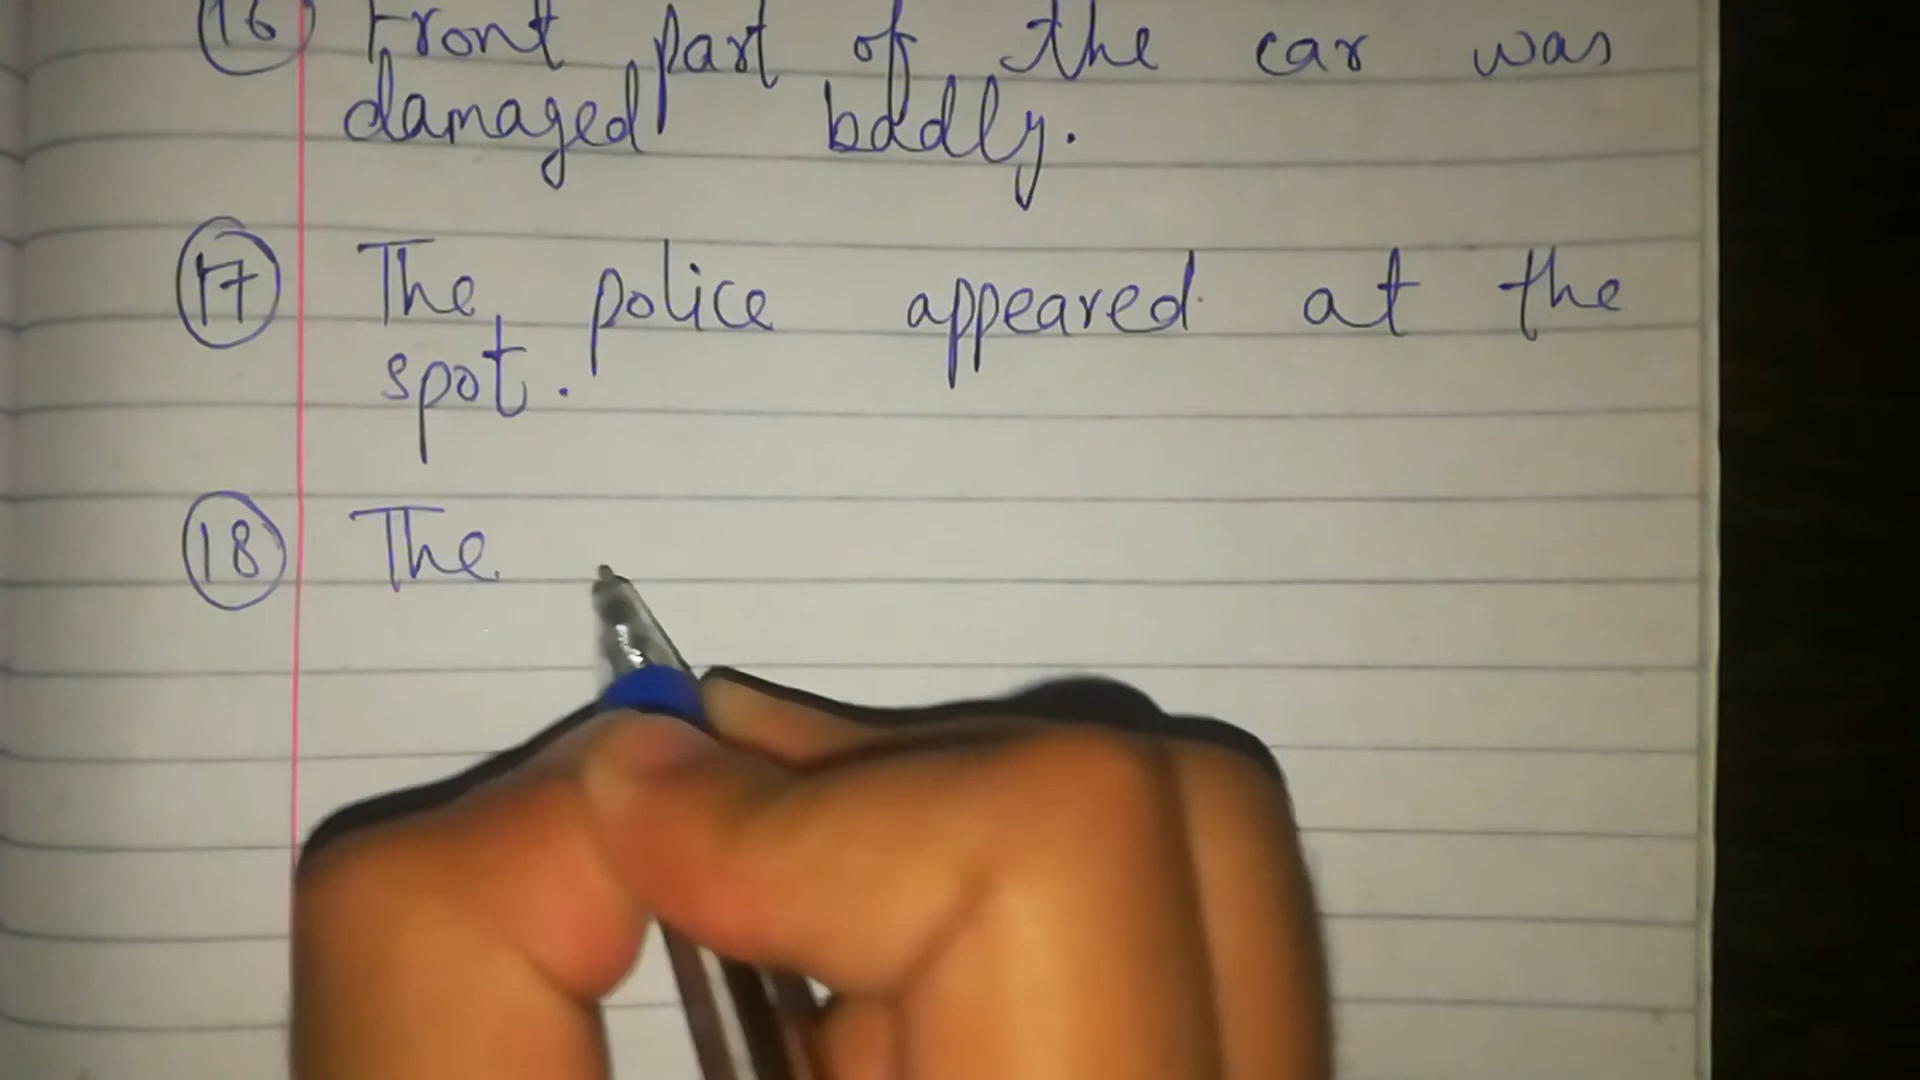 16 Front part of the car was
damaged badly.
17 The police appeared at the
spot.
18 The